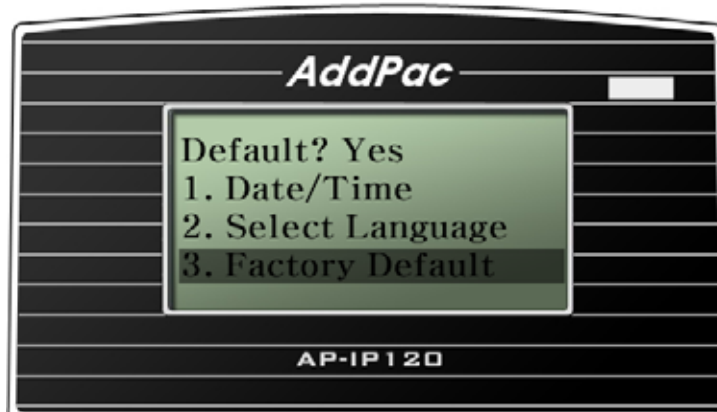 AddPac
Default? Yes
1. Date/Time
2. Select Language
3. Factory Default
AP-IP120